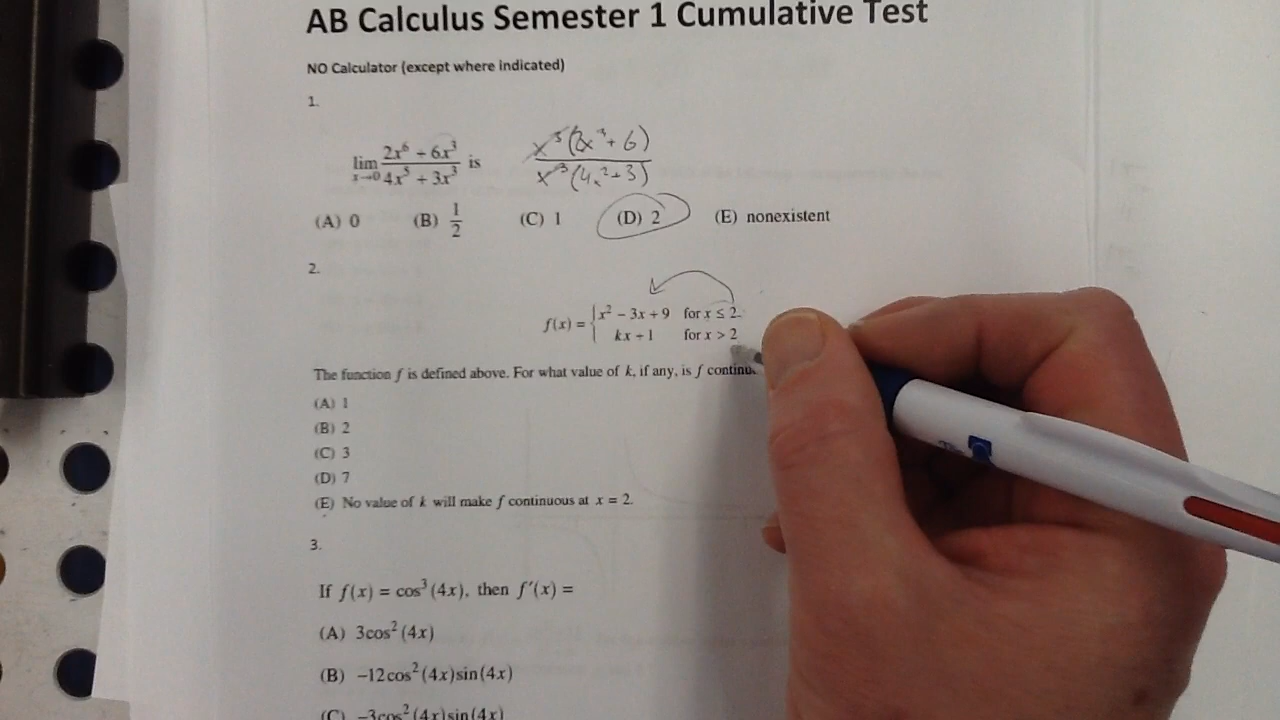 AB Calculus Semester 1 Cumulative Test
NO Calculator (except where indicated)
1.
lim x→0 (2x⁶ + 6x³)/(4x⁵ + 3x³) is
x³(2x³+6)
x³(4x²+3)
(A) 0 (B) 1/2 (C) 1 (D) 2 (E) nonexistent
2.
f(x) = { x² − 3x + 9 for x ≤ 2
kx + 1 for x > 2
The function f is defined above. For what value of k, if any, is f
(A) 1
(B) 2
(C) 3
(D) 7
(E) No value of k will make f continuous at x = 2.
3.
If f(x) = cos³(4x), then f′(x) =
(A) 3cos²(4x)
(B) −12cos²(4x)sin(4x)
(C) −3cos²(4x)sin(4x)